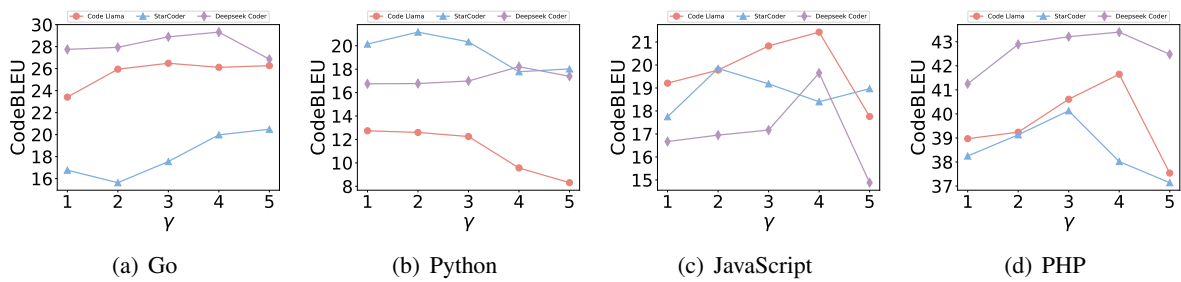 Code Llama StarCoder Deepseek Coder
CodeBLEU
30
28
26
24
22
20
18
16
1 2 3 4 5
γ
(a) Go
Code Llama StarCoder Deepseek Coder
CodeBLEU
20
18
16
14
12
10
8
1 2 3 4 5
γ
(b) Python
Code Llama StarCoder Deepseek Coder
CodeBLEU
21
20
19
18
17
16
15
1 2 3 4 5
γ
(c) JavaScript
Code Llama StarCoder Deepseek Coder
CodeBLEU
43
42
41
40
39
38
37
1 2 3 4 5
γ
(d) PHP